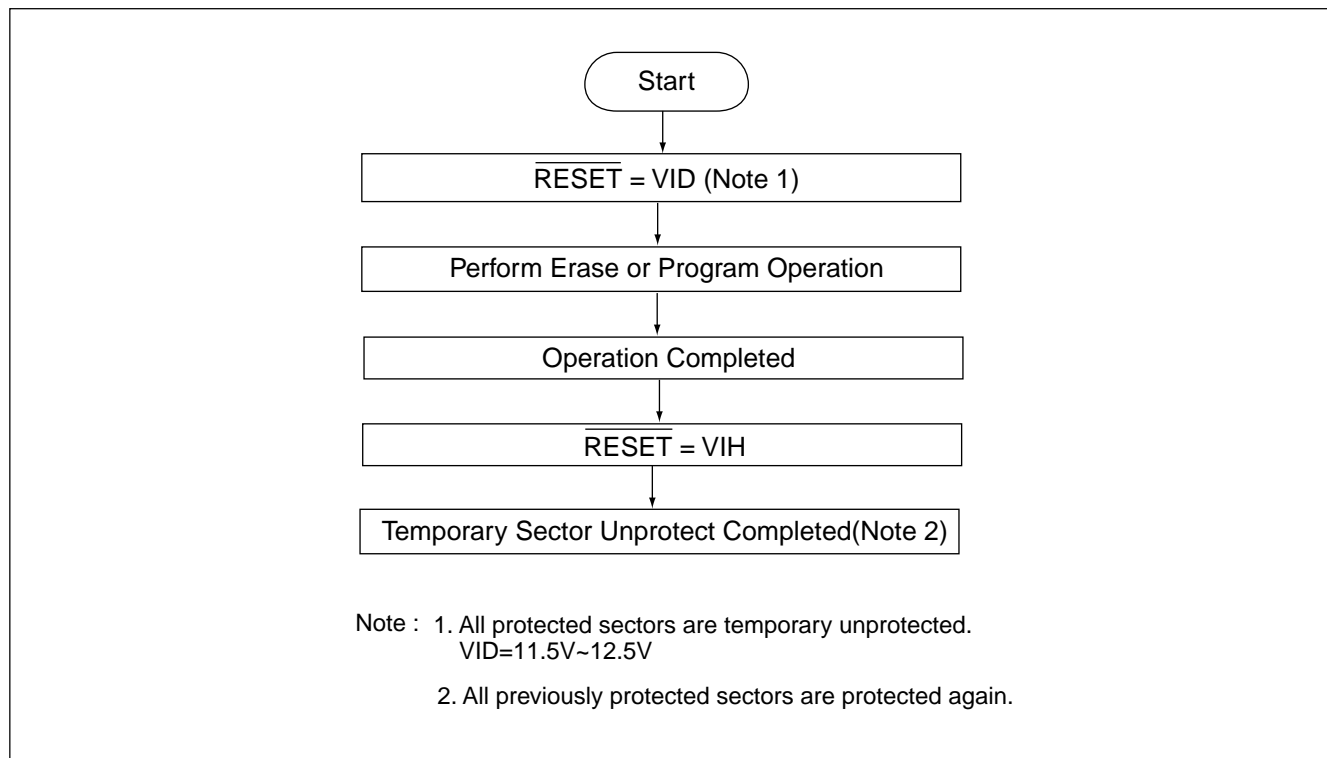 Start
RESET = VID (Note 1)
Perform Erase or Program Operation
Operation Completed
RESET = VIH
Temporary Sector Unprotect Completed(Note 2)
Note : 1. All protected sectors are temporary unprotected.
VID=11.5V~12.5V
2. All previously protected sectors are protected again.